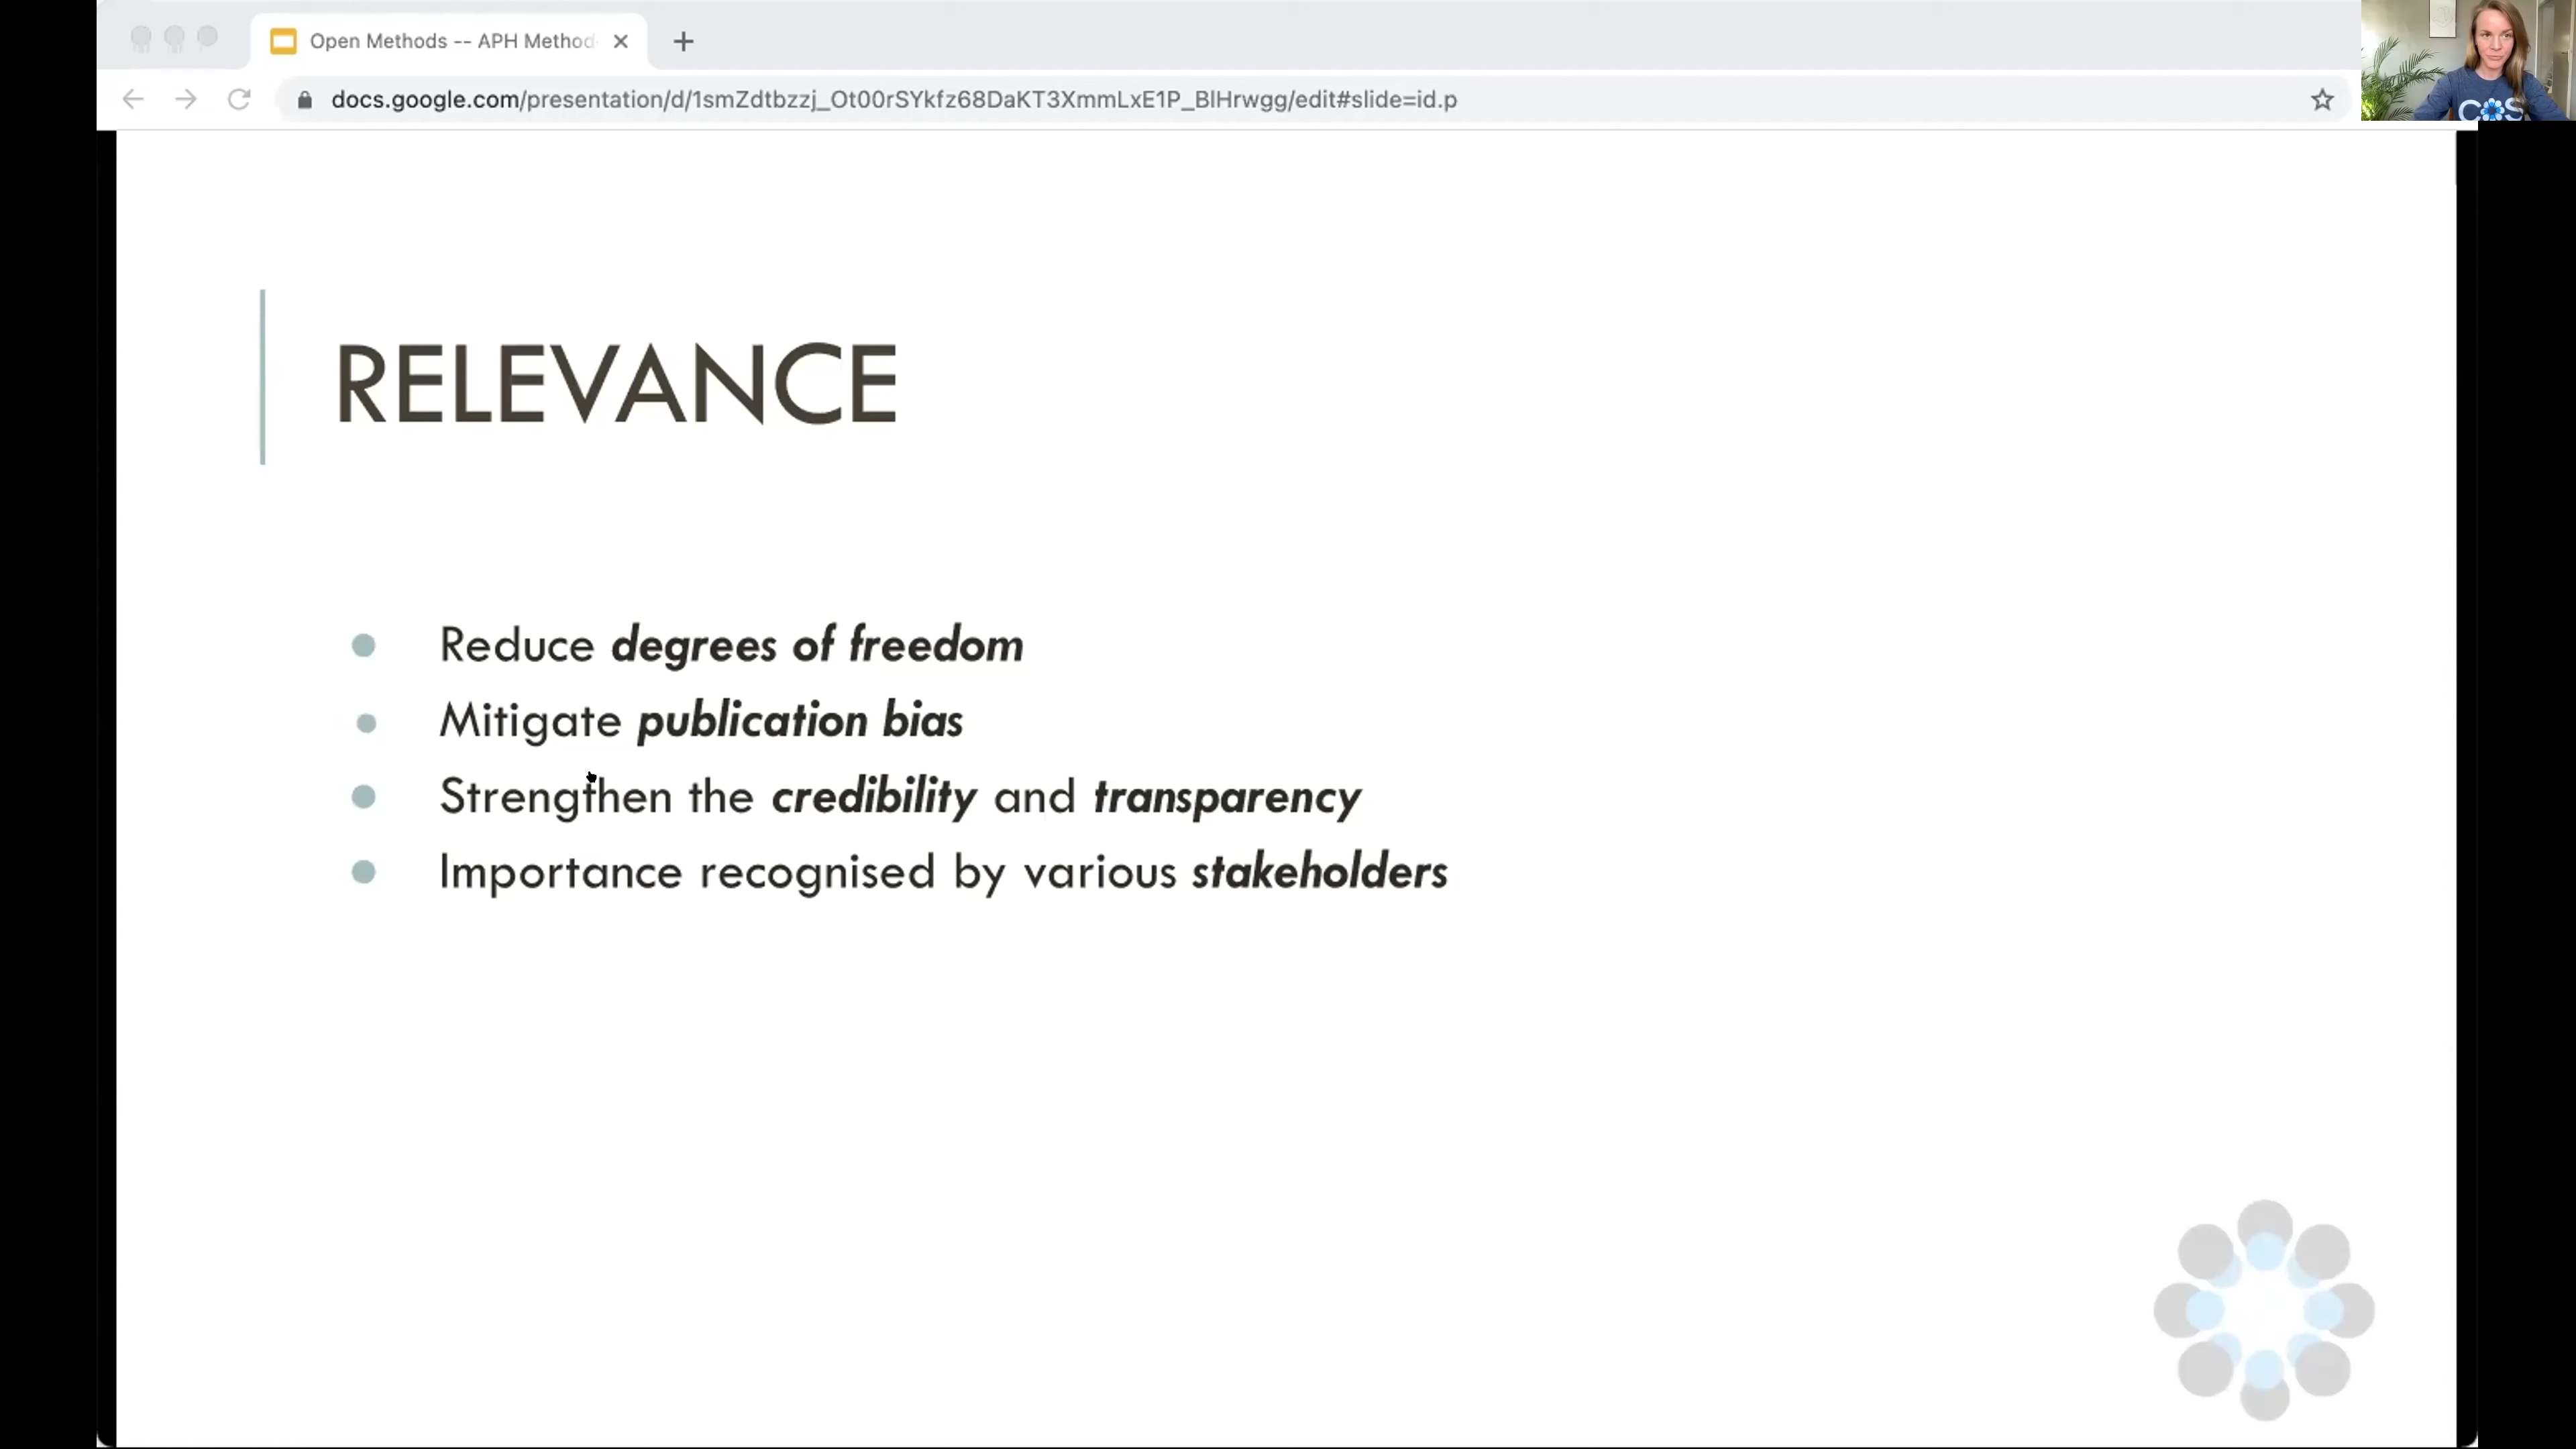 Open Methods -- APH Method
docs.google.com/presentation/d/1smZdtbzzj_Ot00rSYkfz68DaKT3XmmLxE1P_BlHrwgg/edit#slide=id.p
COS
RELEVANCE
Reduce degrees of freedom
Mitigate publication bias
Strengthen the credibility and transparency
Importance recognised by various stakeholders